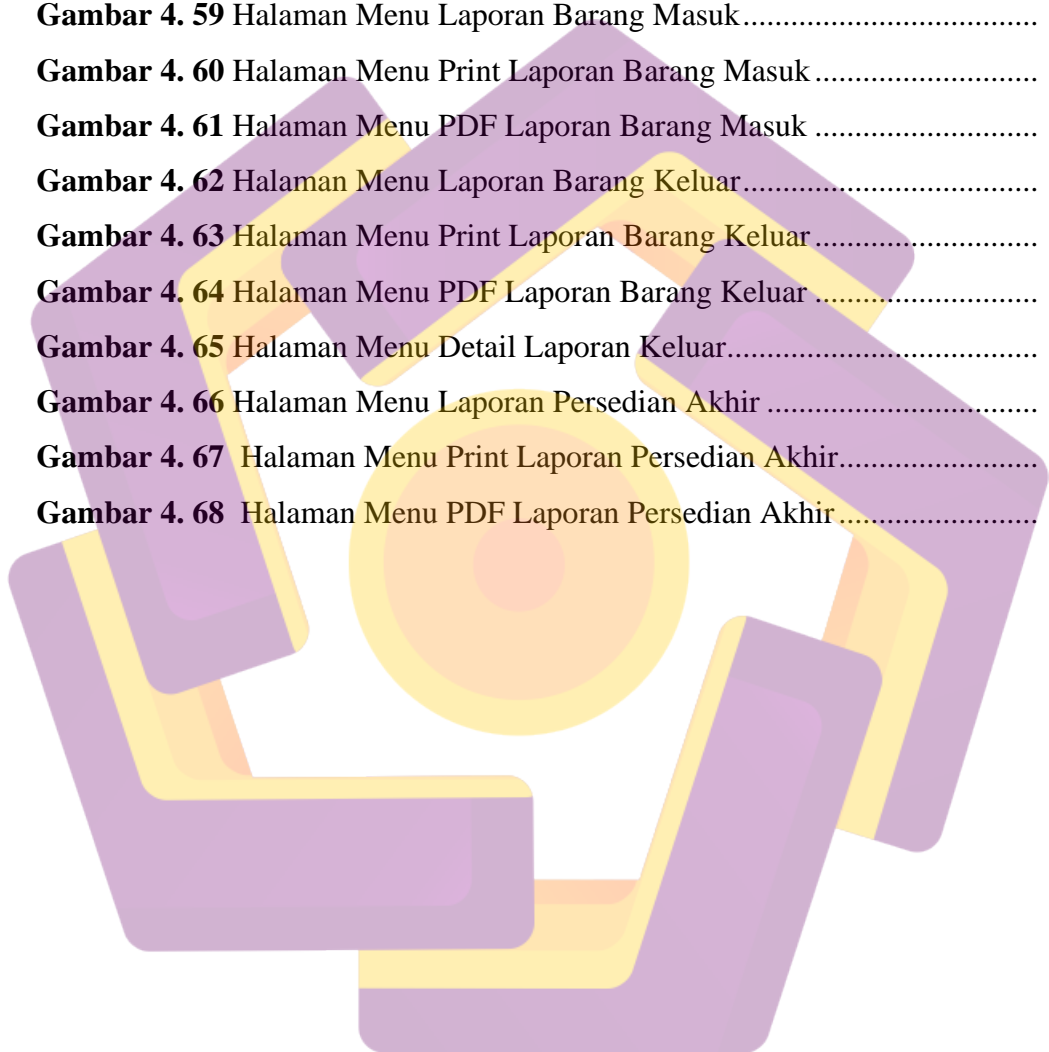 Gambar 4. 59 Halaman Menu Laporan Barang Masuk....................................
Gambar 4. 60 Halaman Menu Print Laporan Barang Masuk...........................
Gambar 4. 61 Halaman Menu PDF Laporan Barang Masuk ...........................
Gambar 4. 62 Halaman Menu Laporan Barang Keluar....................................
Gambar 4. 63 Halaman Menu Print Laporan Barang Keluar...........................
Gambar 4. 64 Halaman Menu PDF Laporan Barang Keluar ...........................
Gambar 4. 65 Halaman Menu Detail Laporan Keluar......................................
Gambar 4. 66 Halaman Menu Laporan Persedian Akhir .................................
Gambar 4. 67 Halaman Menu Print Laporan Persedian Akhir........................
Gambar 4. 68 Halaman Menu PDF Laporan Persedian Akhir........................